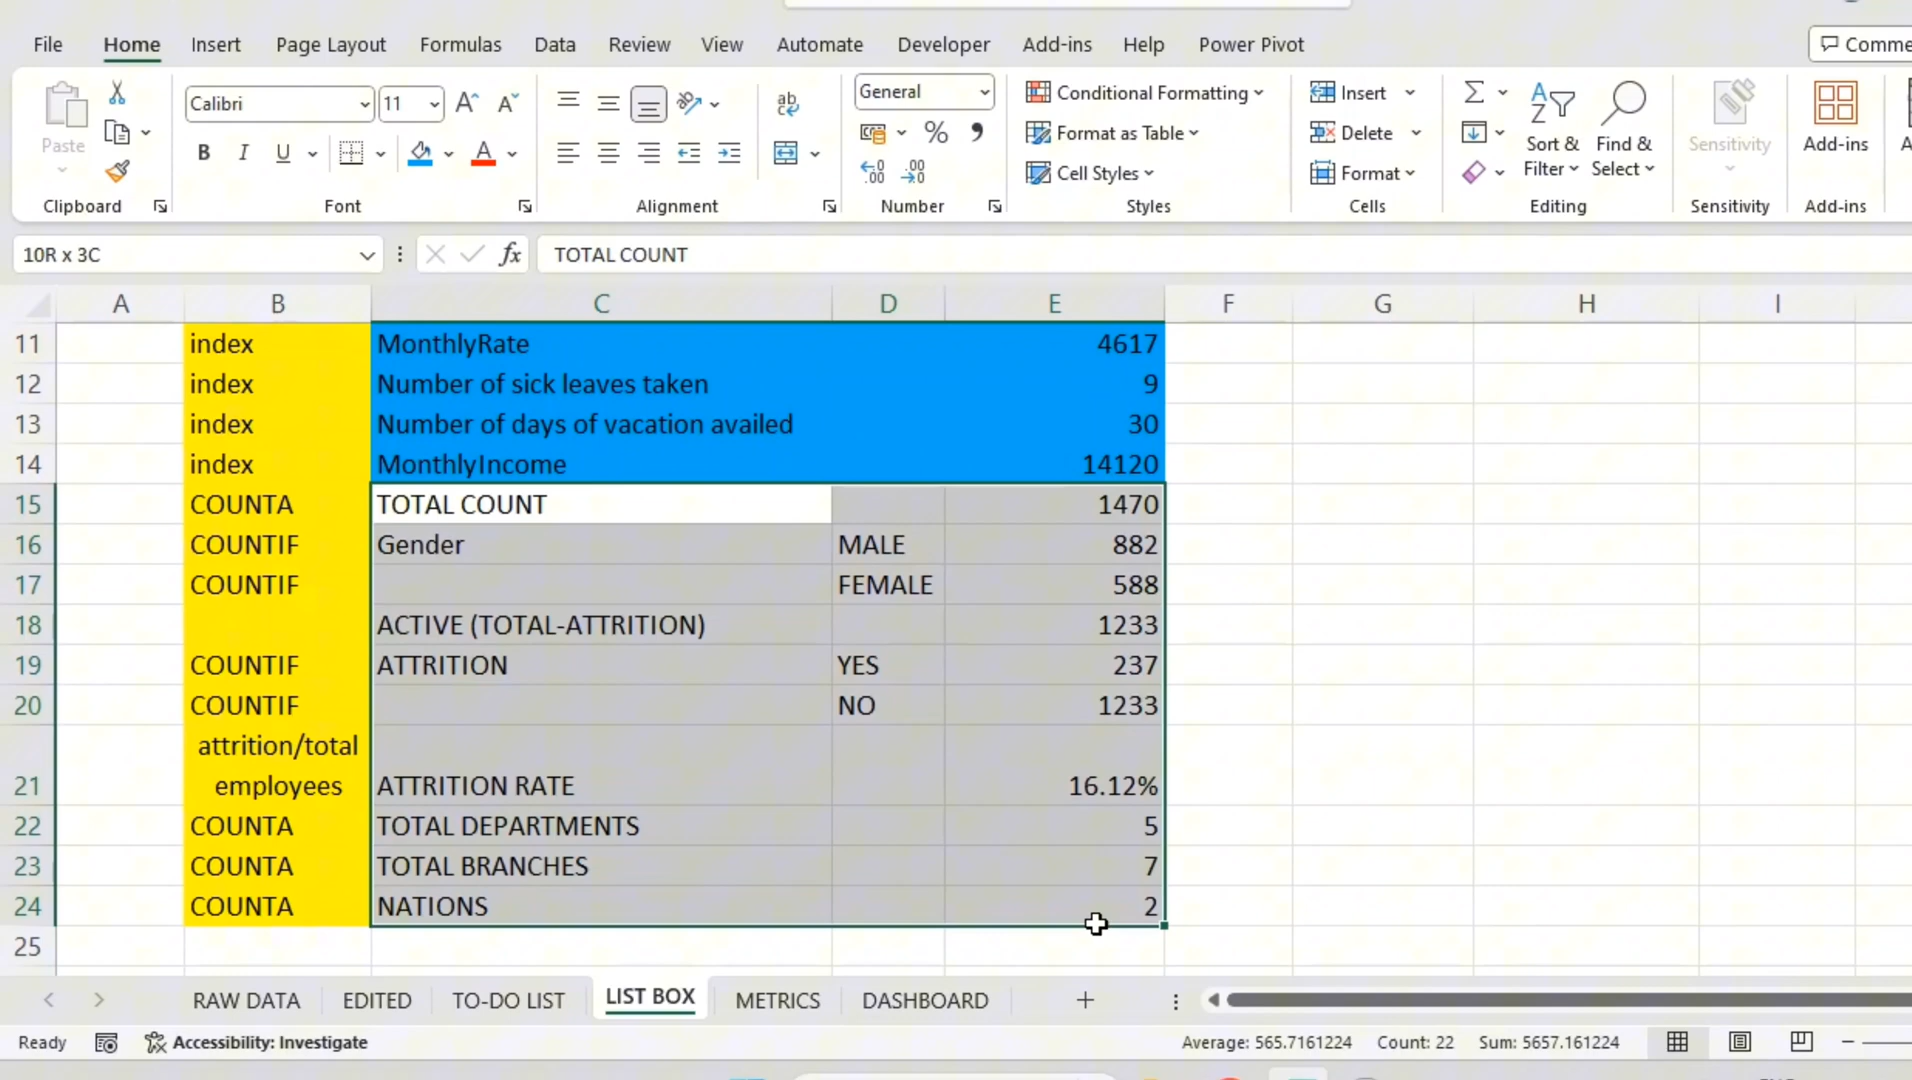 File Home Insert Page Layout Formulas Data Review View Automate Developer Add-ins Help Power Pivot
Calibri 11 General Conditional Formatting Insert
Paste B I U ab % Format as Table Delete Sort & Filter Find & Select Sensitivity Add-ins
Cell Styles Format
Clipboard Font Alignment Number Styles Cells Editing Sensitivity Add-ins
10R x 3C fx TOTAL COUNT
A B C D E F G H I
11 index MonthlyRate 4617
12 index Number of sick leaves taken 9
13 index Number of days of vacation availed 30
14 index MonthlyIncome 14120
15 COUNTA TOTAL COUNT 1470
16 COUNTIF Gender MALE 882
17 COUNTIF FEMALE 588
18 ACTIVE (TOTAL-ATTRITION) 1233
19 COUNTIF ATTRITION YES 237
20 COUNTIF NO 1233
attrition/total
21 employees ATTRITION RATE 16.12%
22 COUNTA TOTAL DEPARTMENTS 5
23 COUNTA TOTAL BRANCHES 7
24 COUNTA NATIONS 2
25
RAW DATA EDITED TO-DO LIST LIST BOX METRICS DASHBOARD
Ready Accessibility: Investigate Average: 565.7161224 Count: 22 Sum: 5657.161224